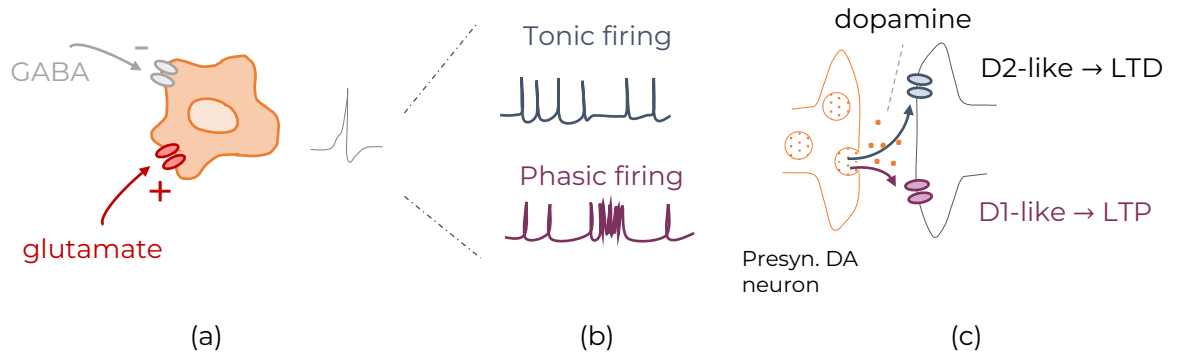 GABA
−
+
glutamate
(a)
Tonic firing
Phasic firing
(b)
dopamine
D2-like → LTD
D1-like → LTP
Presyn. DA
neuron
(c)